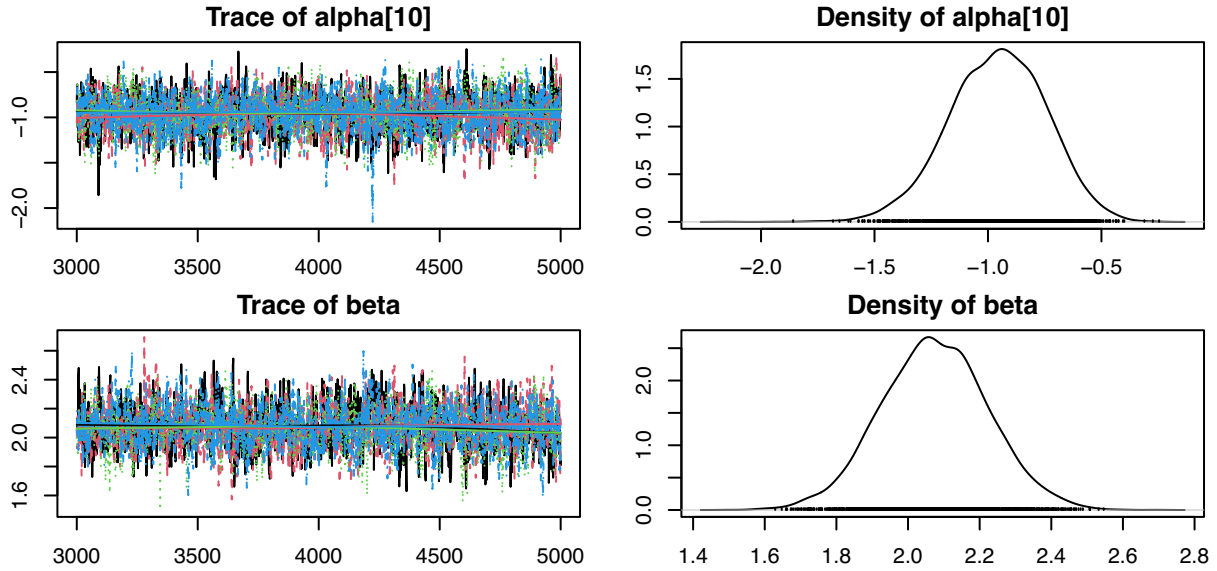 Trace of alpha[10]
−1.0
−2.0
3000 3500 4000 4500 5000
Density of alpha[10]
1.5
1.0
0.5
0.0
−2.0 −1.5 −1.0 −0.5
Trace of beta
2.4
2.0
1.6
3000 3500 4000 4500 5000
Density of beta
2.0
1.0
0.0
1.4 1.6 1.8 2.0 2.2 2.4 2.6 2.8